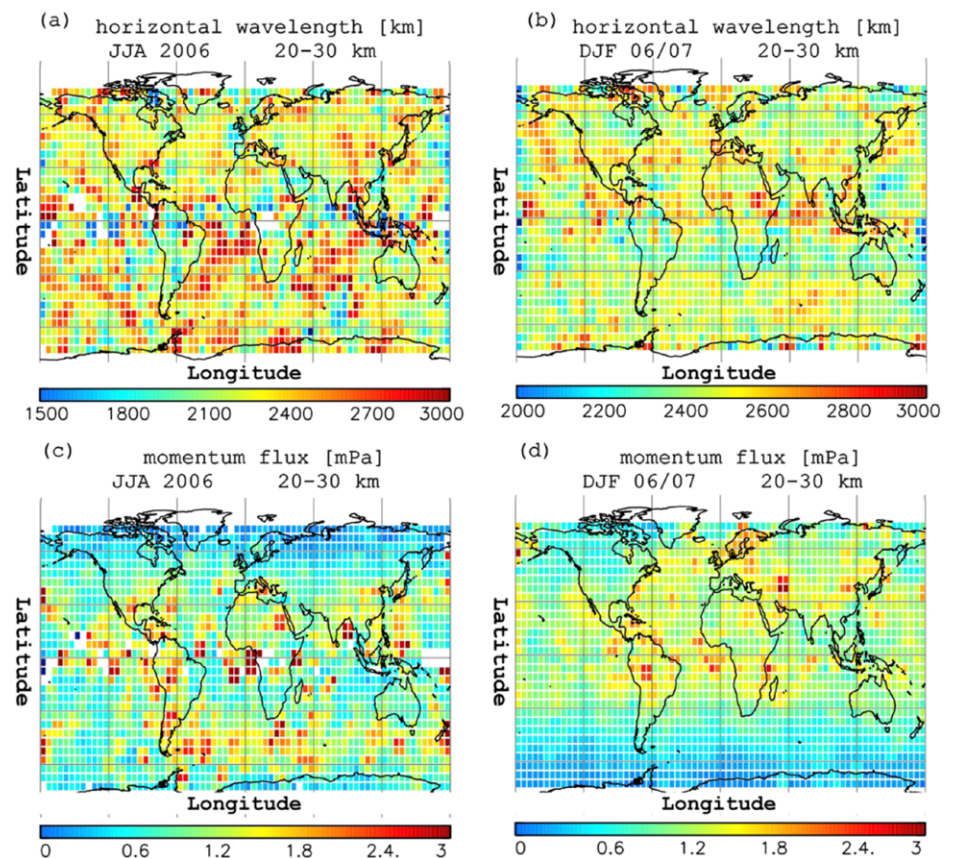 (a)
horizontal wavelength [km]
JJA 2006 20-30 km
Latitude
Longitude
1500 1800 2100 2400 2700 3000
(b)
horizontal wavelength [km]
DJF 06/07 20-30 km
Latitude
Longitude
2000 2200 2400 2600 2800 3000
(c)
momentum flux [mPa]
JJA 2006 20-30 km
Latitude
Longitude
0 0.6 1.2 1.8 2.4. 3
(d)
momentum flux [mPa]
DJF 06/07 20-30 km
Latitude
Longitude
0 0.6 1.2 1.8 2.4. 3